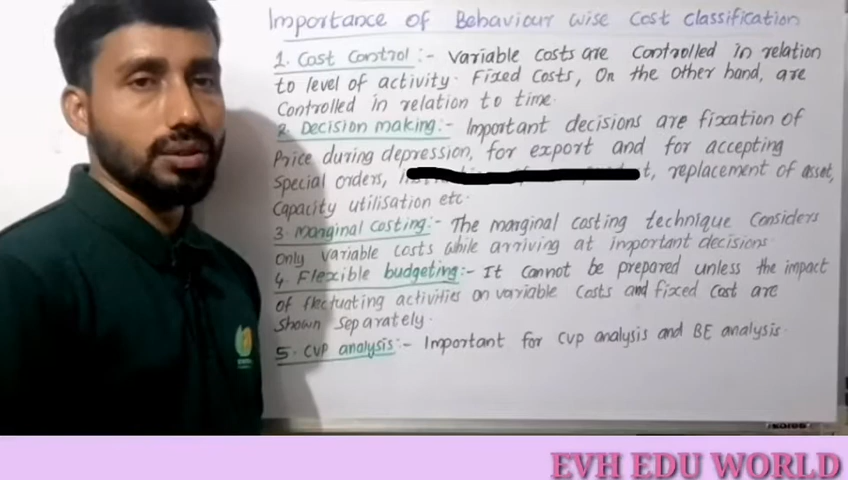 Importance of Behaviour wise Cost classification
1. Cost Control :- Variable costs are Controlled in relation
to level of activity. Fixed Costs, On the other hand, are
Controlled in relation to time.
2. Decision making :- Important decisions are fixation of
Price during depression, for export and for accepting
Special orders, replacement of asset,
Capacity utilisation etc.
3. Marginal Costing :- The marginal costing technique Considers
Only variable costs while arriving at important decisions.
4. Flexible budgeting :- It Cannot be prepared unless the impact
of fluctuating activities on variable Costs and fixed Cost are
Shown Separately.
5. CVP analysis :- Important for CVP analysis and BE analysis.
EVH EDU WORLD